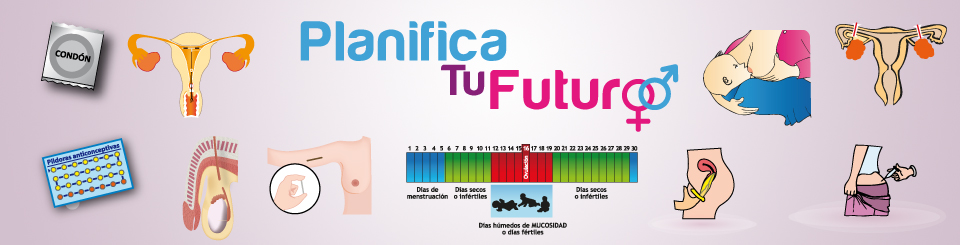 Planifica
Tu Futuro
CONDÓN
Píldoras anticonceptivas
1 2 3 4 5 6 7 8 9 10 11 12 13 14 15 16 17 18 19 20 21 22 23 24 25 26 27 28 29 30
Ovulación
Días de
menstruación
Días secos
o infértiles
Días secos
o infértiles
Días húmedos de MUCOSIDAD
o días fértiles